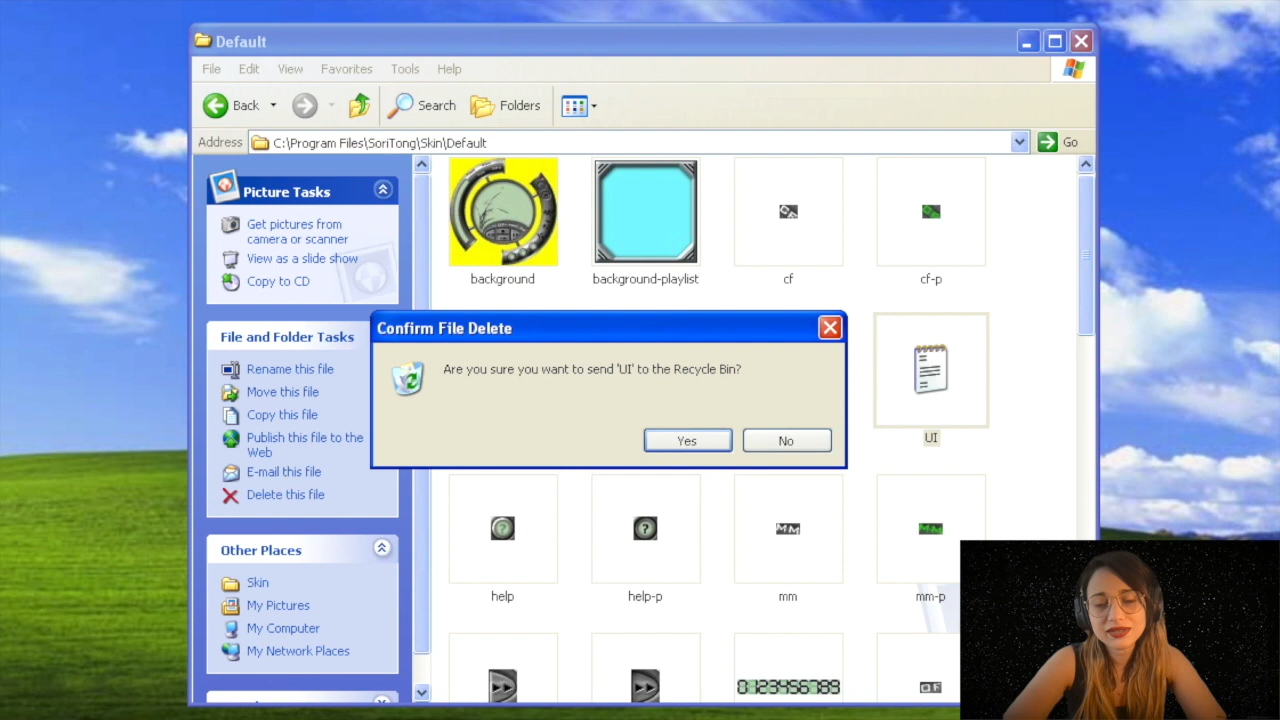 Default
File Edit View Favorites Tools Help
Back Search Folders
Address C:\Program Files\SoriTong\Skin\Default Go
Picture Tasks
Get pictures from
camera or scanner
View as a slide show
Copy to CD
background background-playlist cf cf-p
File and Folder Tasks
Rename this file
Move this file
Copy this file
Publish this file to the
Web
E-mail this file
Delete this file
Confirm File Delete
Are you sure you want to send 'UI' to the Recycle Bin?
Yes No
UI
Other Places
Skin
My Pictures
My Computer
My Network Places
? ? MM MM
help help-p mm mm-p
0123456789